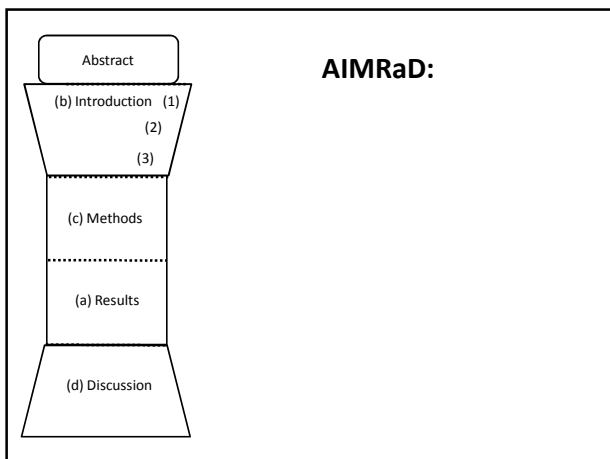 Abstract
AIMRaD:
(b) Introduction (1)
(2)
(3)
(c) Methods
(a) Results
(d) Discussion